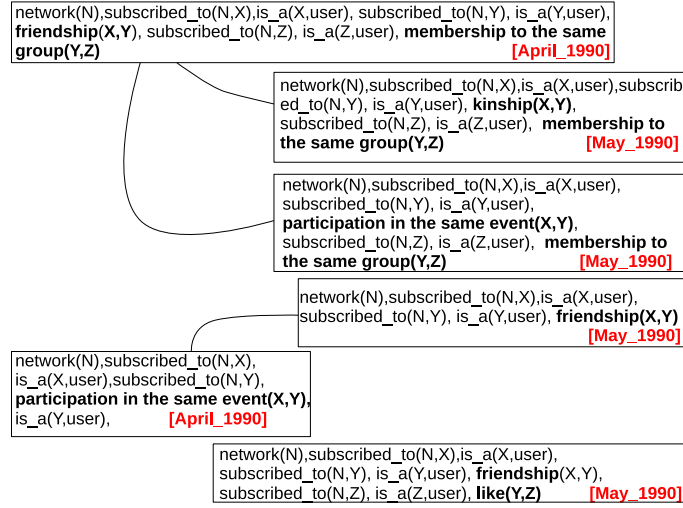 network(N),subscribed_to(N,X),is_a(X,user), subscribed_to(N,Y), is_a(Y,user),
friendship(X,Y), subscribed_to(N,Z), is_a(Z,user), membership to the same
group(Y,Z) [April_1990]
network(N),subscribed_to(N,X),is_a(X,user),subscrib
ed_to(N,Y), is_a(Y,user), kinship(X,Y),
subscribed_to(N,Z), is_a(Z,user), membership to
the same group(Y,Z) [May_1990]
network(N),subscribed_to(N,X),is_a(X,user),
subscribed_to(N,Y), is_a(Y,user),
participation in the same event(X,Y),
subscribed_to(N,Z), is_a(Z,user), membership to
the same group(Y,Z) [May_1990]
network(N),subscribed_to(N,X),is_a(X,user),
subscribed_to(N,Y), is_a(Y,user), friendship(X,Y)
[May_1990]
network(N),subscribed_to(N,X),
is_a(X,user),subscribed_to(N,Y),
participation in the same event(X,Y),
is_a(Y,user), [April_1990]
network(N),subscribed_to(N,X),is_a(X,user),
subscribed_to(N,Y), is_a(Y,user), friendship(X,Y),
subscribed_to(N,Z), is_a(Z,user), like(Y,Z) [May_1990]